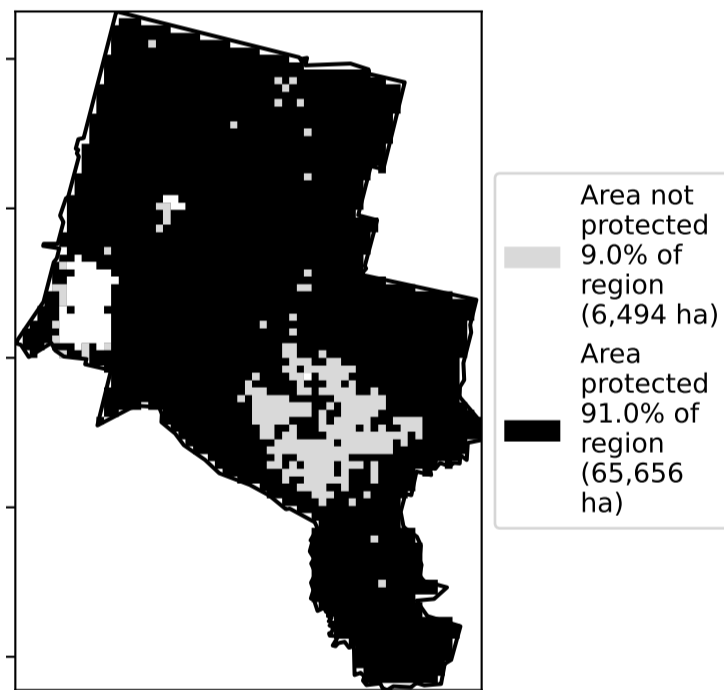 Area not
protected
9.0% of
region
(6,494 ha)
Area
protected
91.0% of
region
(65,656
ha)